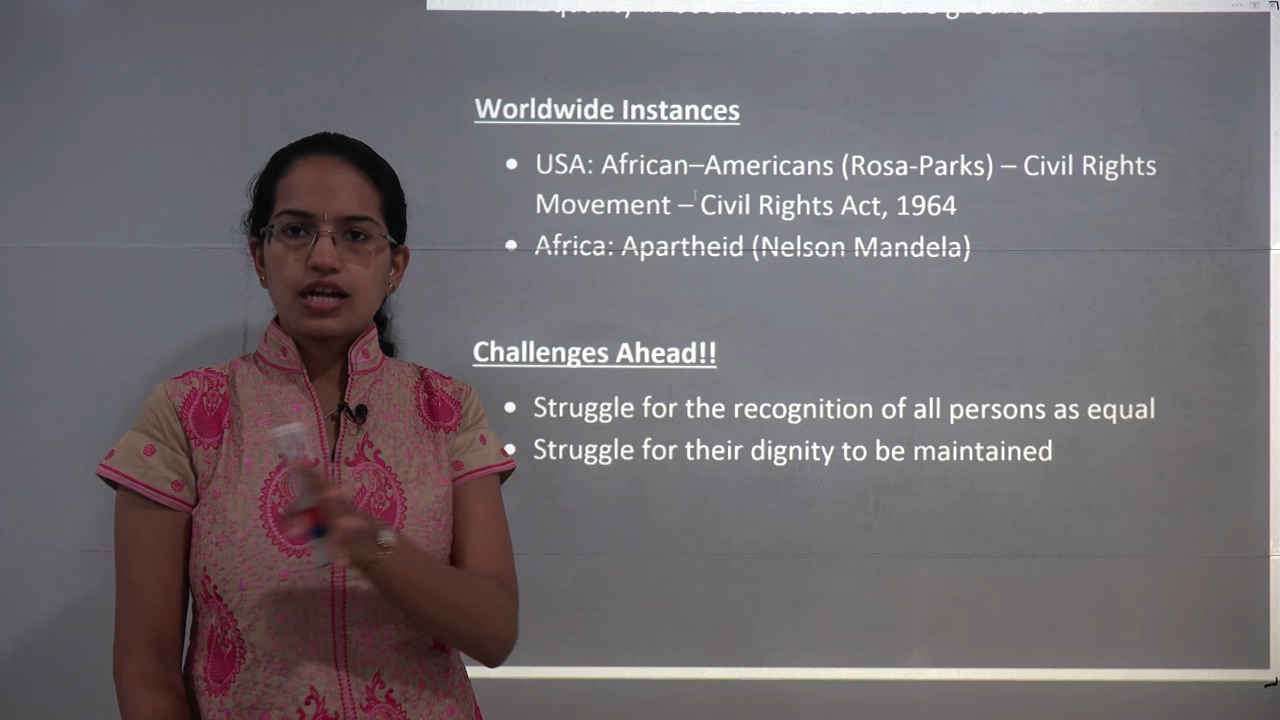 Worldwide Instances
• USA: African–Americans (Rosa-Parks) – Civil Rights
Movement – Civil Rights Act, 1964
• Africa: Apartheid (Nelson Mandela)
Challenges Ahead!!
• Struggle for the recognition of all persons as equal
• Struggle for their dignity to be maintained